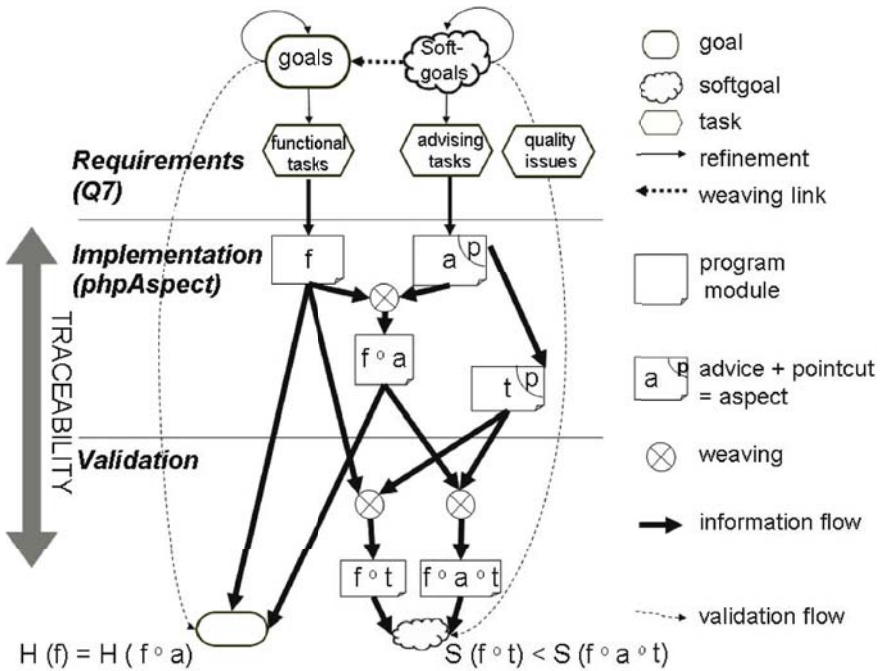 goals
Soft-
goals
functional
tasks
advising
tasks
quality
issues
Requirements
(Q7)
Implementation
(phpAspect)
f
a
p
f ∘ a
t
p
TRACEABILITY
Validation
f ∘ t
f ∘ a ∘ t
H (f) = H ( f ∘ a)
S (f ∘ t) < S (f ∘ a ∘ t)
goal
softgoal
task
refinement
weaving link
program
module
a
p
advice + pointcut
= aspect
weaving
information flow
validation flow